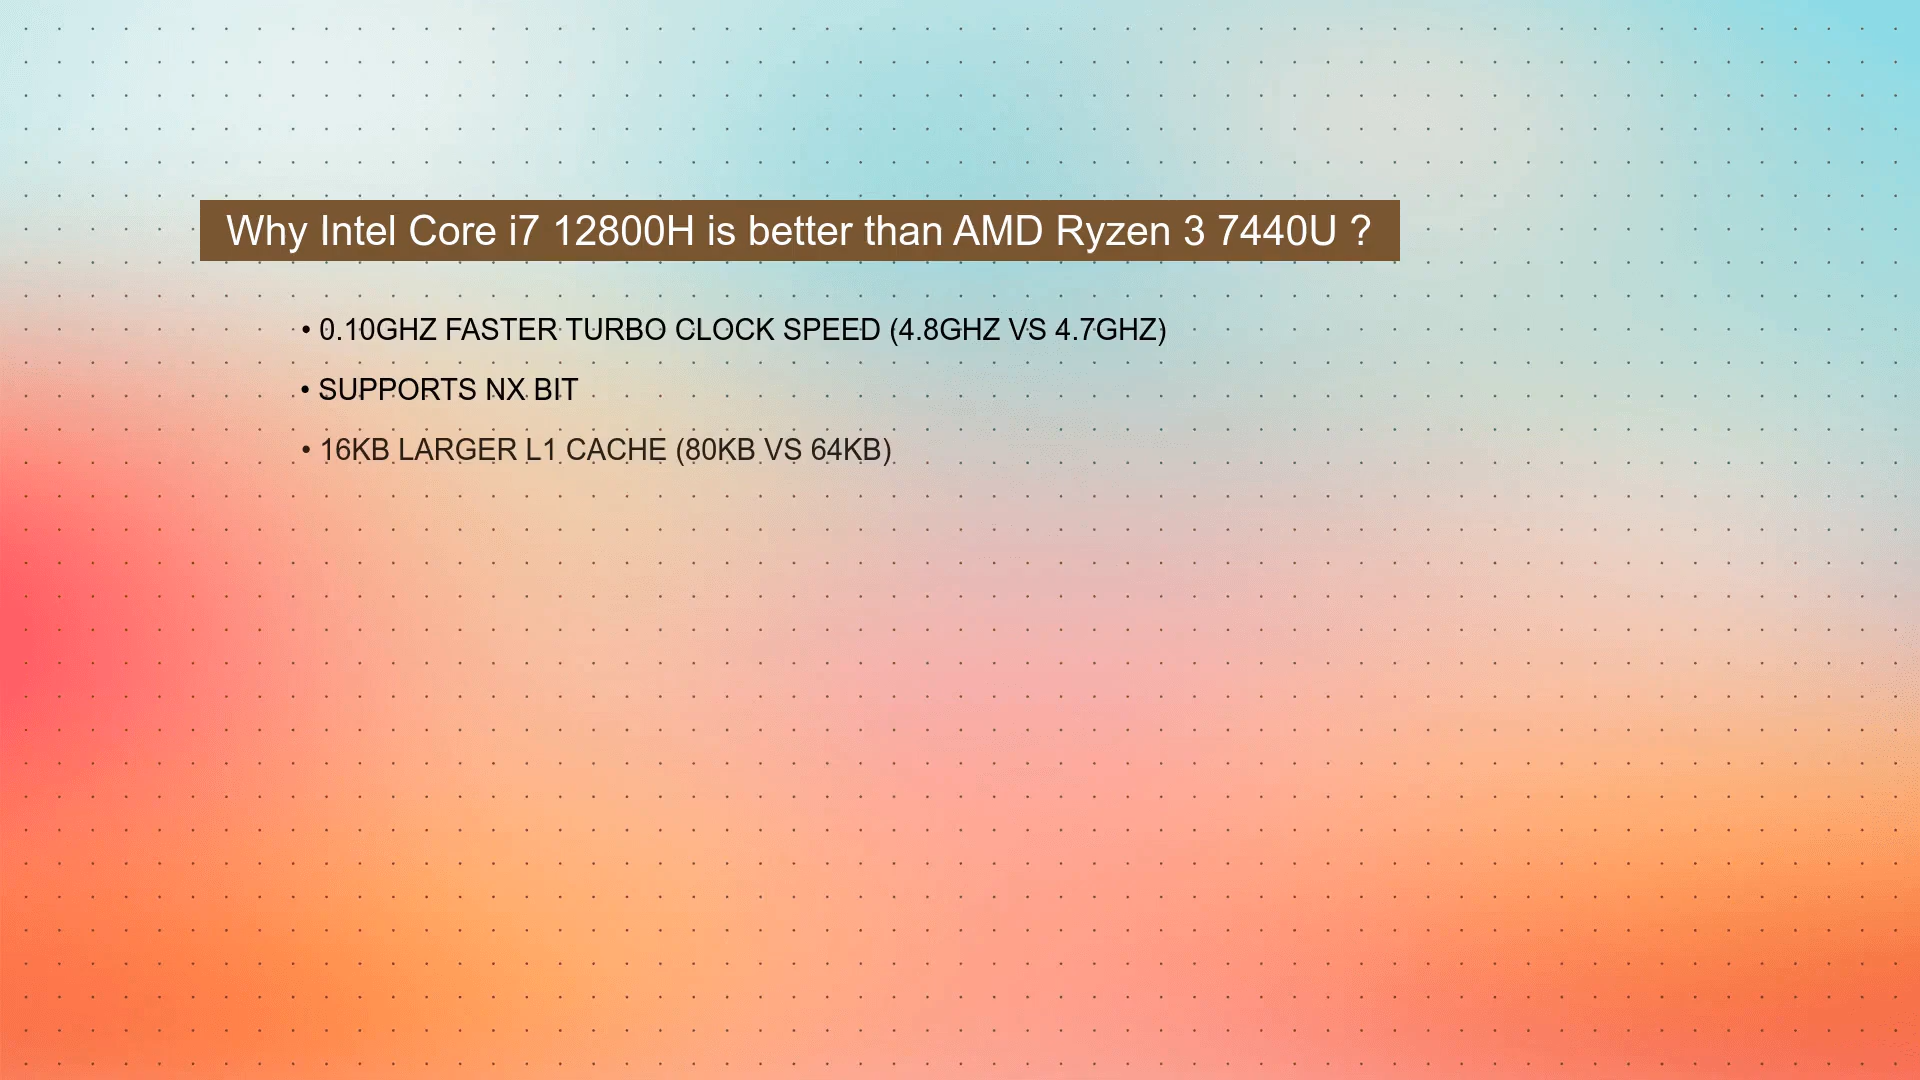 Why Intel Core i7 12800H is better than AMD Ryzen 3 7440U ?
• 0.10GHZ FASTER TURBO CLOCK SPEED (4.8GHZ VS 4.7GHZ)
• SUPPORTS NX BIT
• 16KB LARGER L1 CACHE (80KB VS 64KB)